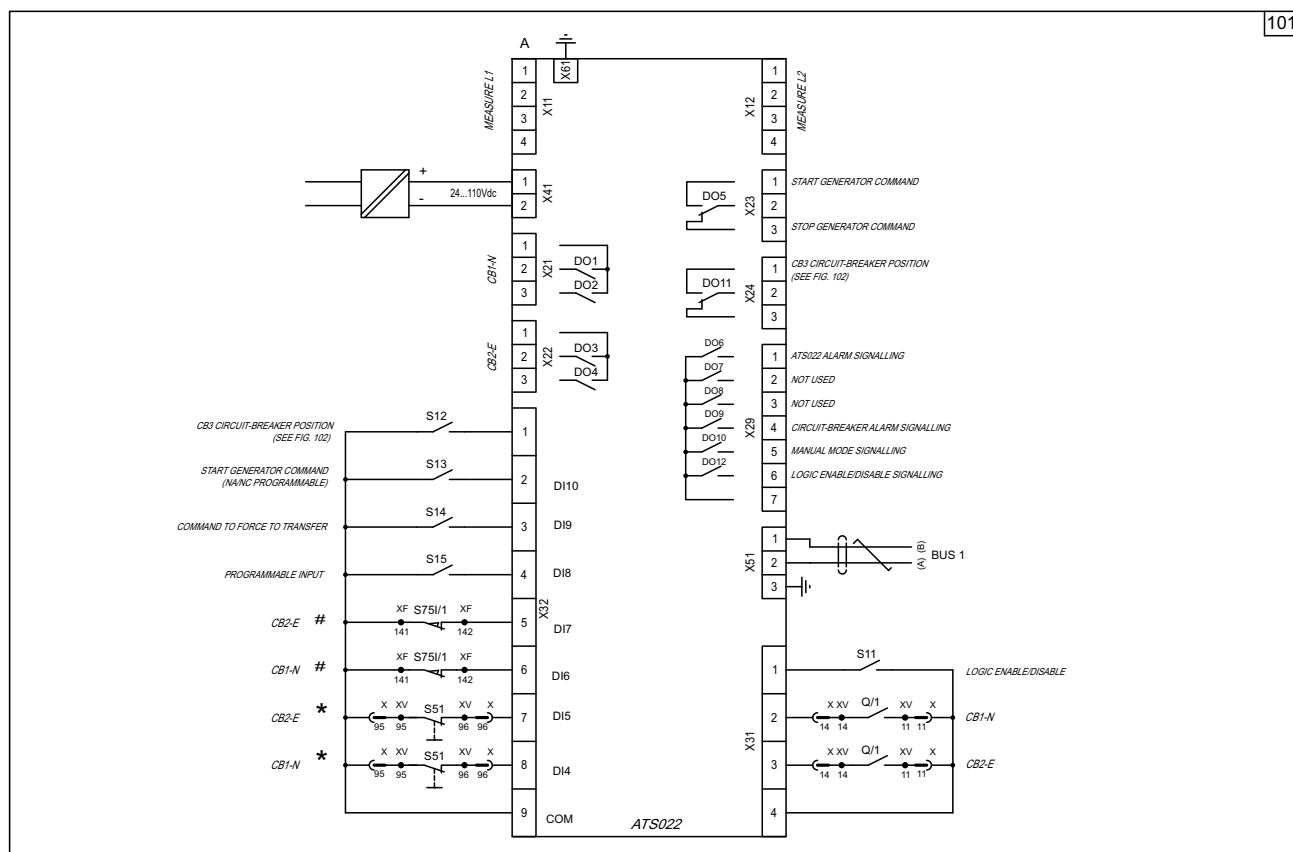 101
A
X61
MEASURE L1
1
2
3
4
X11
X12
1
2
3
4
MEASURE L2
+
-
24...110Vdc
1
2
X41
DO5
X23
1
2
3
START GENERATOR COMMAND
STOP GENERATOR COMMAND
CB1-N
1
2
3
X21
DO1
DO2
DO11
X24
1
2
3
CB3 CIRCUIT-BREAKER POSITION
(SEE FIG. 102)
CB2-E
1
2
3
X22
DO3
DO4
DO6
DO7
DO8
DO9
DO10
DO12
X29
1
2
3
4
5
6
7
ATS022 ALARM SIGNALLING
NOT USED
NOT USED
CIRCUIT-BREAKER ALARM SIGNALLING
MANUAL MODE SIGNALLING
LOGIC ENABLE/DISABLE SIGNALLING
CB3 CIRCUIT-BREAKER POSITION
(SEE FIG. 102)
S12
1
START GENERATOR COMMAND
(NA/NC PROGRAMMABLE)
S13
2
DI10
COMMAND TO FORCE TO TRANSFER
S14
3
DI9
PROGRAMMABLE INPUT
S15
4
DI8
X32
CB2-E #
XF S75I/1 XF
141 142
5
DI7
CB1-N #
XF S75I/1 XF
141 142
6
DI6
CB2-E *
X XV S51 XV X
95 95 96 96
7
DI5
CB1-N *
X XV S51 XV X
95 95 96 96
8
DI4
9
COM
ATS022
X51
1
2
3
(B)
(A)
BUS 1
X31
1
S11
LOGIC ENABLE/DISABLE
2
X XV Q/1 XV X
14 14 11 11
CB1-N
3
X XV Q/1 XV X
14 14 11 11
CB2-E
4